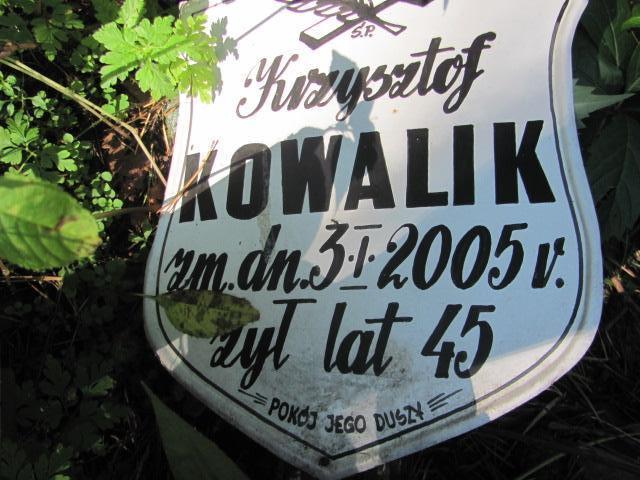 Ś.P.
Krzysztof
KOWALIK
zm. dn. 3·I·2005 r.
żył lat 45
POKÓJ JEGO DUSZY